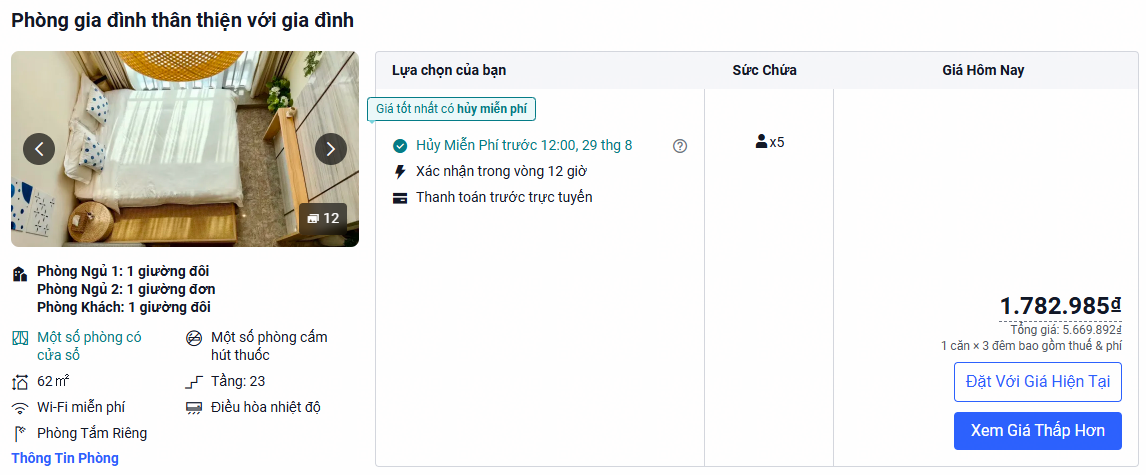 Phòng gia đình thân thiện với gia đình
12
Phòng Ngủ 1: 1 giường đôi
Phòng Ngủ 2: 1 giường đơn
Phòng Khách: 1 giường đôi
Một số phòng có
cửa sổ
Một số phòng cấm
hút thuốc
62㎡
Tầng: 23
Wi-Fi miễn phí
Điều hòa nhiệt độ
Phòng Tắm Riêng
Thông Tin Phòng
Lựa chọn của bạn
Sức Chứa
Giá Hôm Nay
Giá tốt nhất có hủy miễn phí
Hủy Miễn Phí trước 12:00, 29 thg 8
Xác nhận trong vòng 12 giờ
Thanh toán trước trực tuyến
x5
1.782.985₫
Tổng giá: 5.669.892₫
1 căn × 3 đêm bao gồm thuế & phí
Đặt Với Giá Hiện Tại
Xem Giá Thấp Hơn